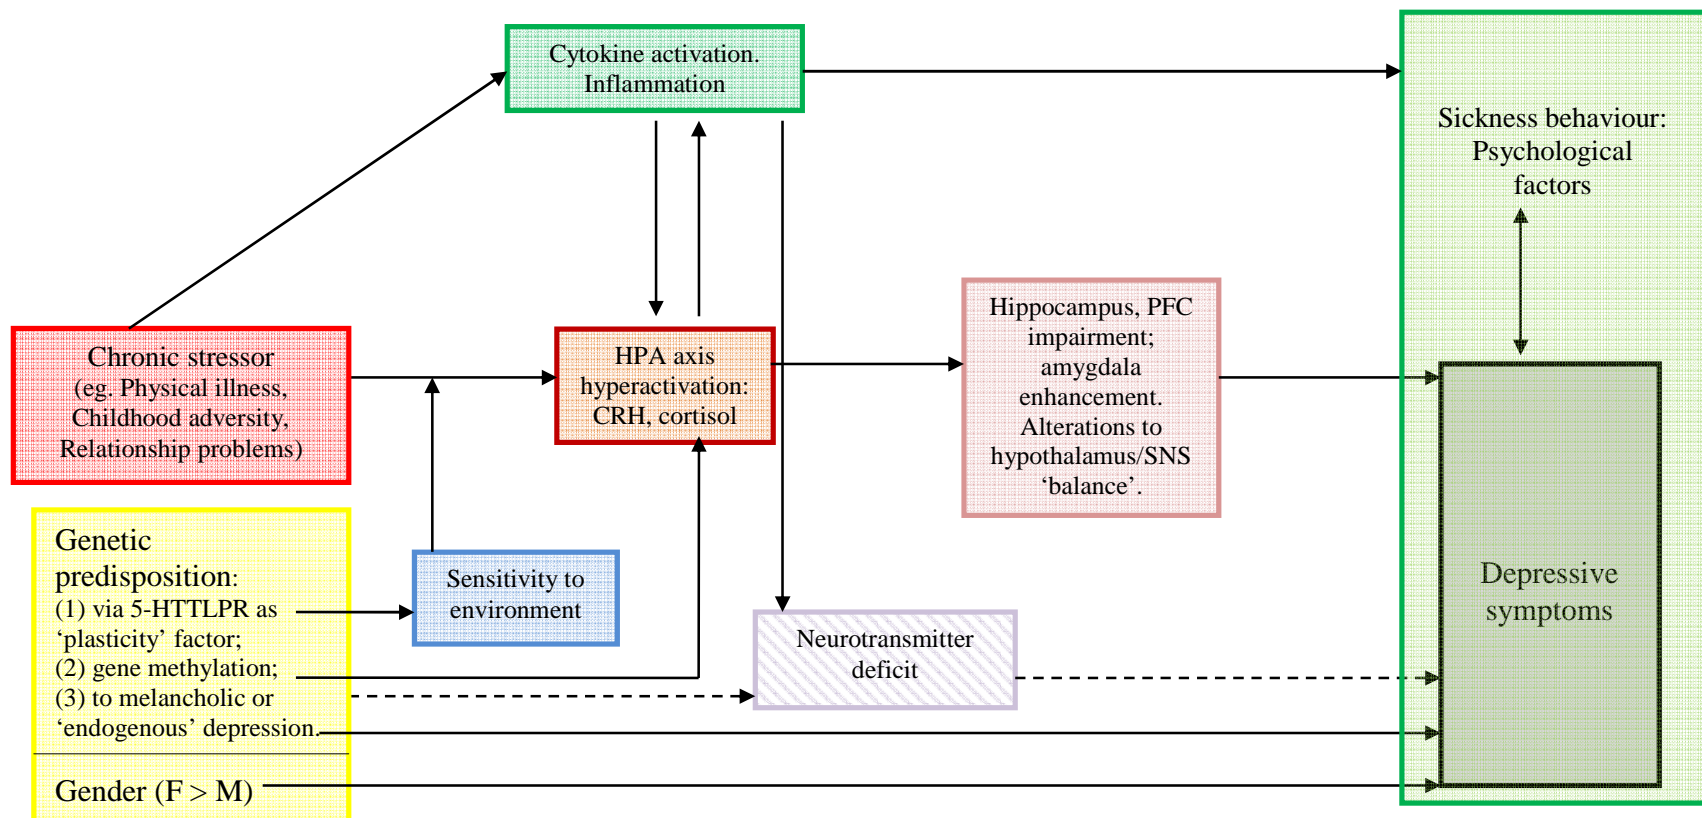 Cytokine activation.
Inflammation
Sickness behaviour:
Psychological
factors
Chronic stressor
(eg. Physical illness,
Childhood adversity,
Relationship problems)
HPA axis
hyperactivation:
CRH, cortisol
Hippocampus, PFC
impairment;
amygdala
enhancement.
Alterations to
hypothalamus/SNS
‘balance’.
Genetic
predisposition:
(1) via 5-HTTLPR as
‘plasticity’ factor;
(2) gene methylation;
(3) to melancholic or
‘endogenous’ depression.
Gender (F > M)
Sensitivity to
environment
Neurotransmitter
deficit
Depressive
symptoms